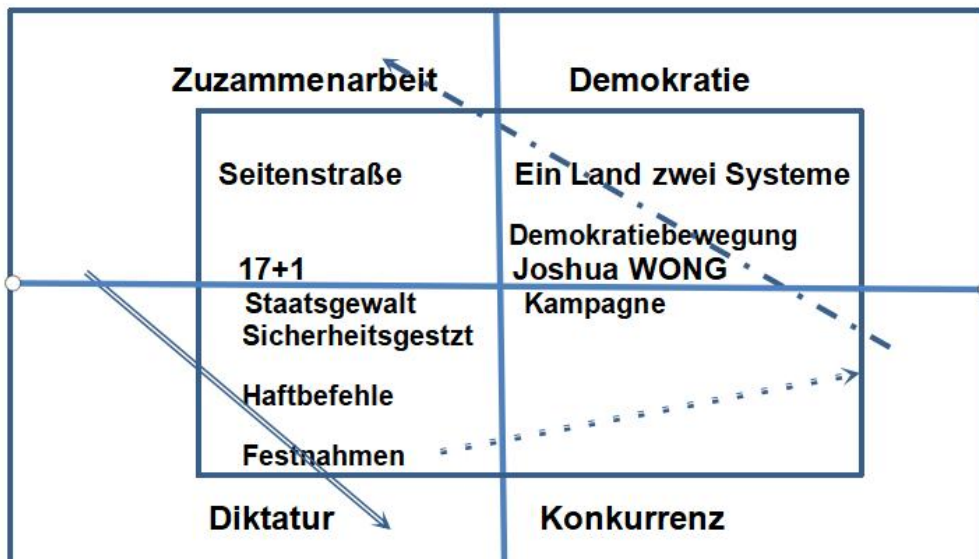 Zuzammenarbeit
Demokratie
Seitenstraße
Ein Land zwei Systeme
Demokratiebewegung
17+1
Joshua WONG
Staatsgewalt
Kampagne
Sicherheitsgestzt
Haftbefehle
Festnahmen
Diktatur
Konkurrenz